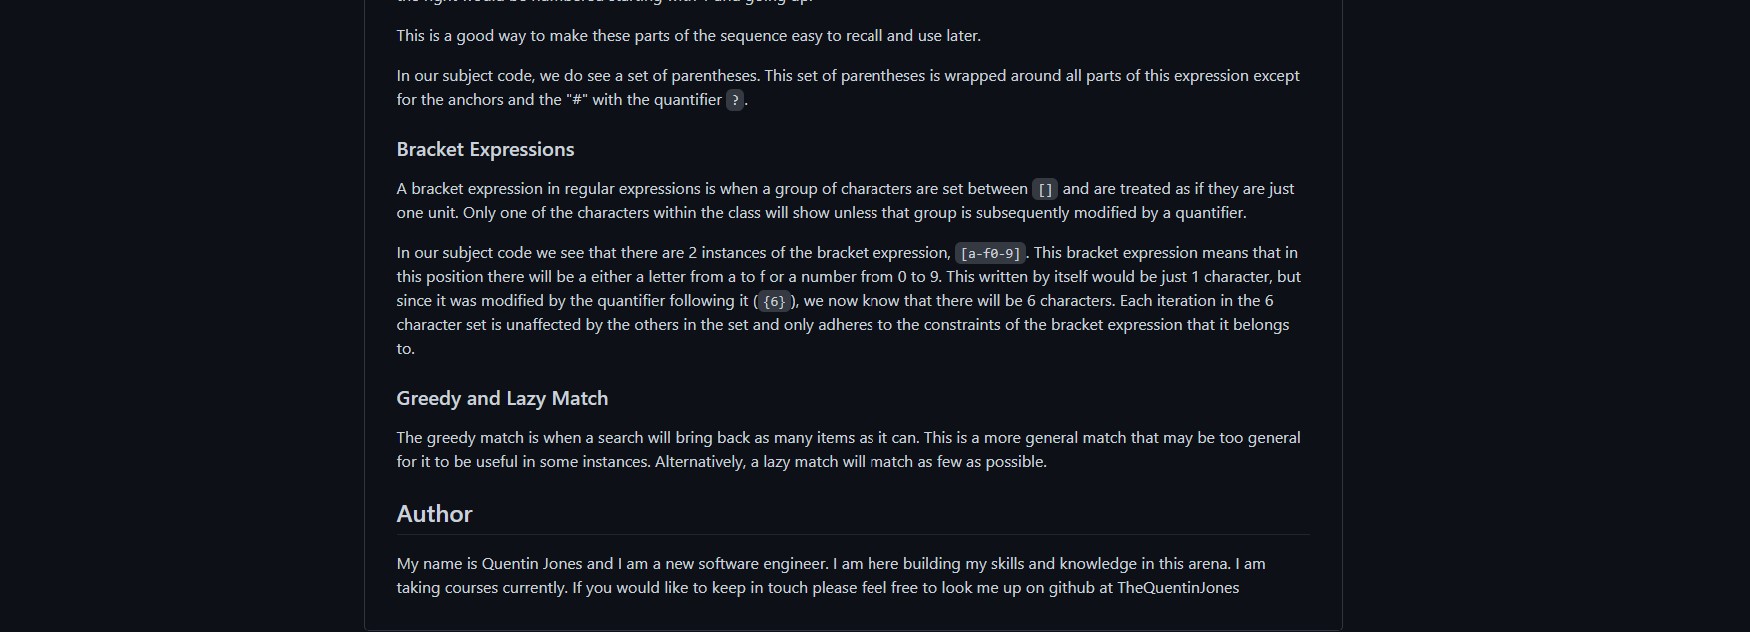 the right would be numbered starting with 1 and going up.
This is a good way to make these parts of the sequence easy to recall and use later.
In our subject code, we do see a set of parentheses. This set of parentheses is wrapped around all parts of this expression except
for the anchors and the "#" with the quantifier ?.
Bracket Expressions
A bracket expression in regular expressions is when a group of characters are set between [] and are treated as if they are just
one unit. Only one of the characters within the class will show unless that group is subsequently modified by a quantifier.
In our subject code we see that there are 2 instances of the bracket expression, [a-f0-9]. This bracket expression means that in
this position there will be a either a letter from a to f or a number from 0 to 9. This written by itself would be just 1 character, but
since it was modified by the quantifier following it ({6}), we now know that there will be 6 characters. Each iteration in the 6
character set is unaffected by the others in the set and only adheres to the constraints of the bracket expression that it belongs
to.
Greedy and Lazy Match
The greedy match is when a search will bring back as many items as it can. This is a more general match that may be too general
for it to be useful in some instances. Alternatively, a lazy match will match as few as possible.
Author
My name is Quentin Jones and I am a new software engineer. I am here building my skills and knowledge in this arena. I am
taking courses currently. If you would like to keep in touch please feel free to look me up on github at TheQuentinJones